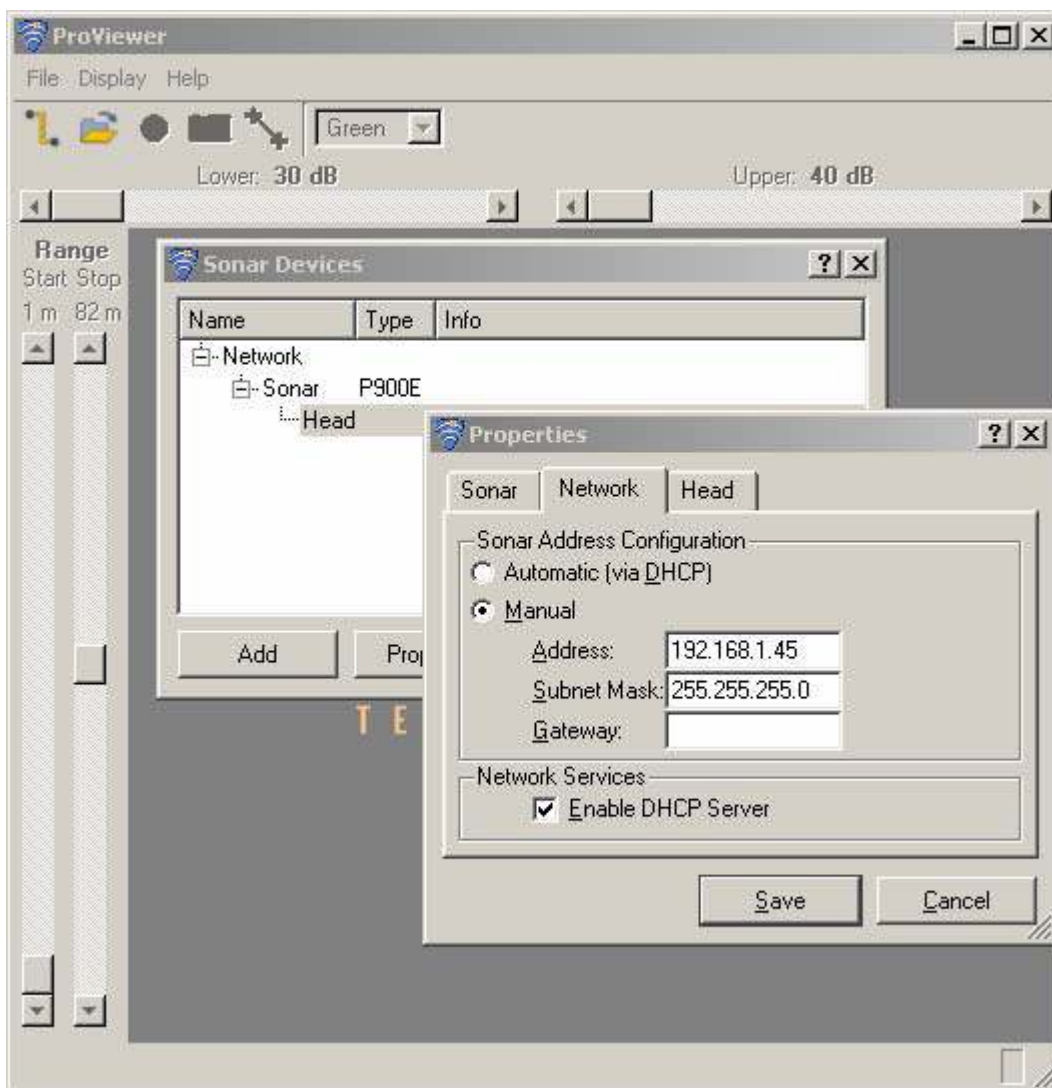 ProViewer
File Display Help
Green
Lower: 30 dB
Upper: 40 dB
Range
Start Stop
1 m 82 m
Sonar Devices
Name Type Info
Network
Sonar P900E
Head
Add
Properties
Sonar Network Head
Sonar Address Configuration
Automatic (via DHCP)
Manual
Address: 192.168.1.45
Subnet Mask: 255.255.255.0
Gateway:
Network Services
Enable DHCP Server
Save Cancel
T E